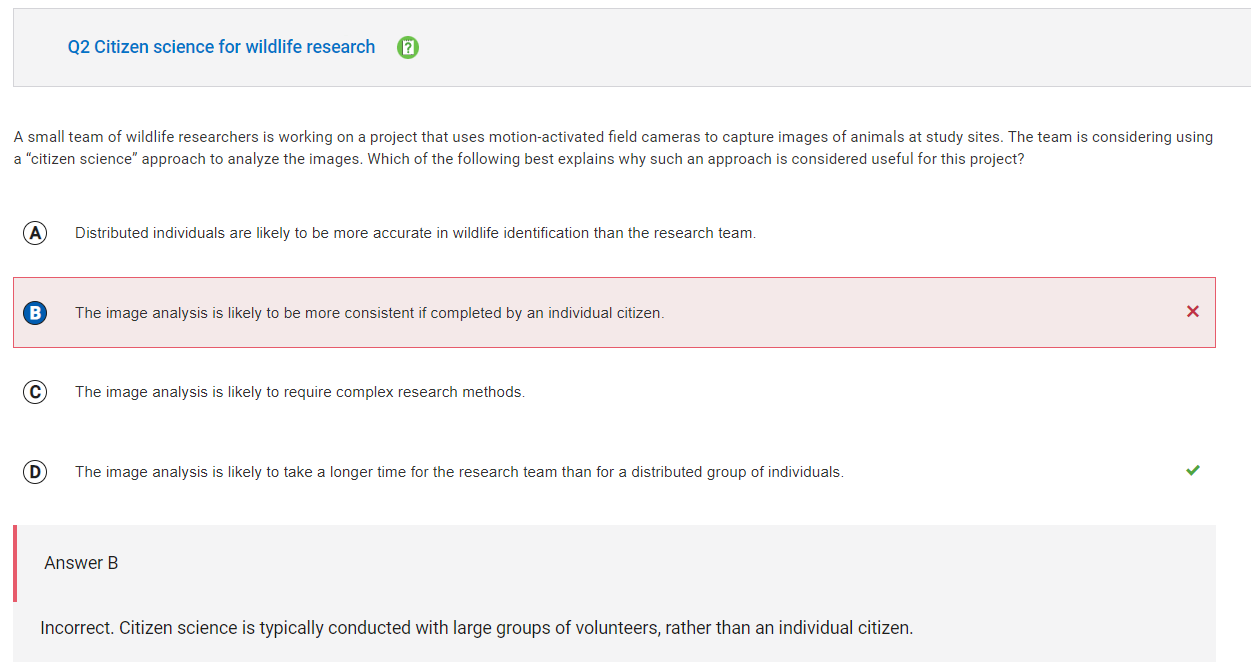 Q2 Citizen science for wildlife research
A small team of wildlife researchers is working on a project that uses motion-activated field cameras to capture images of animals at study sites. The team is considering using
a “citizen science” approach to analyze the images. Which of the following best explains why such an approach is considered useful for this project?
A Distributed individuals are likely to be more accurate in wildlife identification than the research team.
B The image analysis is likely to be more consistent if completed by an individual citizen.
C The image analysis is likely to require complex research methods.
D The image analysis is likely to take a longer time for the research team than for a distributed group of individuals.
Answer B
Incorrect. Citizen science is typically conducted with large groups of volunteers, rather than an individual citizen.